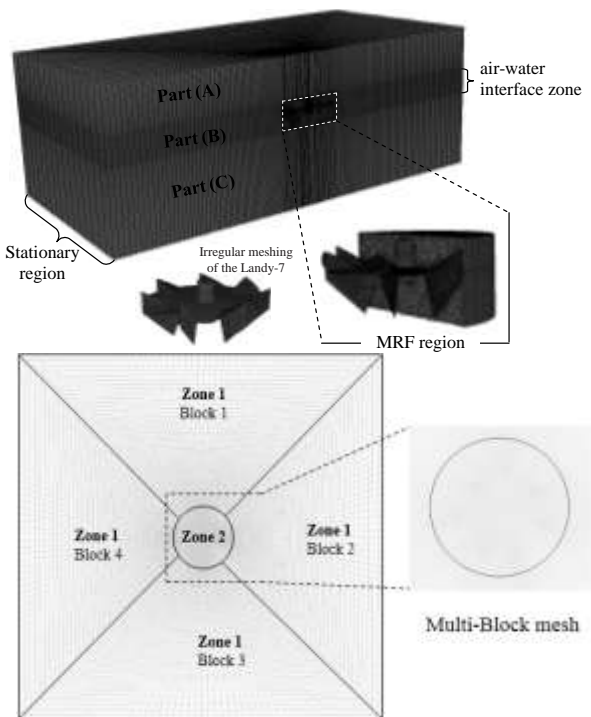 air-water
interface zone
Part (A)
Part (B)
Part (C)
Stationary
region
Irregular meshing
of the Landy-7
MRF region
Zone 1
Block 1
Zone 1
Block 4
Zone 2
Zone 1
Block 2
Zone 1
Block 3
Multi-Block mesh